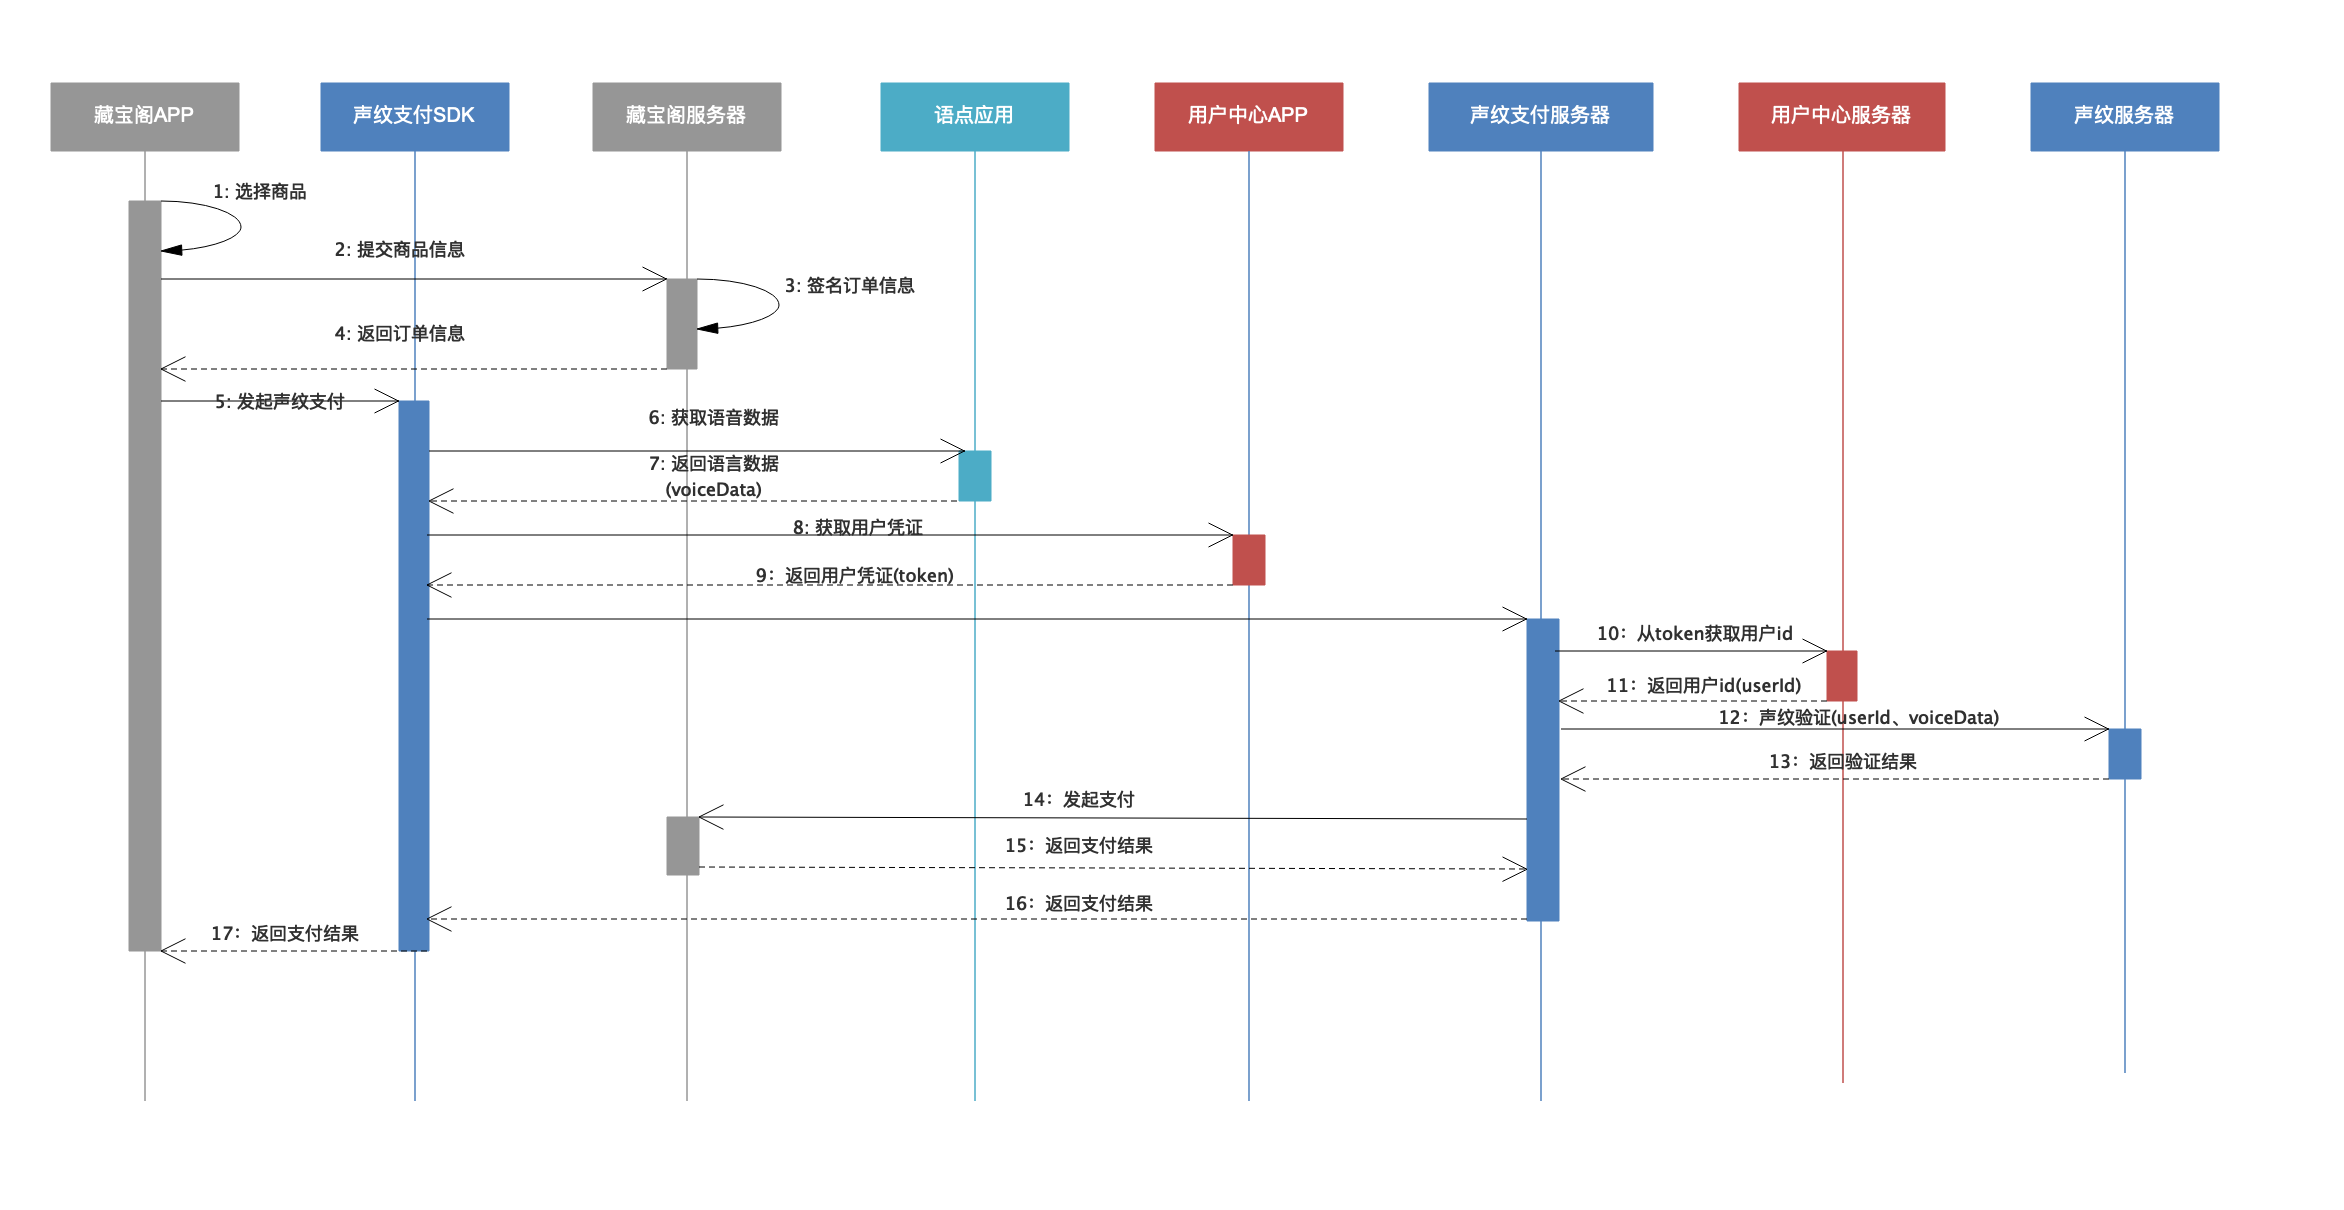 藏宝阁APP
声纹支付SDK
藏宝阁服务器
语点应用
用户中心APP
声纹支付服务器
用户中心服务器
声纹服务器
1: 选择商品
2: 提交商品信息
3: 签名订单信息
4: 返回订单信息
5: 发起声纹支付
6: 获取语音数据
7: 返回语言数据
(voiceData)
8: 获取用户凭证
9：返回用户凭证(token)
10：从token获取用户id
11：返回用户id(userId)
12：声纹验证(userId、voiceData)
13：返回验证结果
14：发起支付
15：返回支付结果
16：返回支付结果
17：返回支付结果